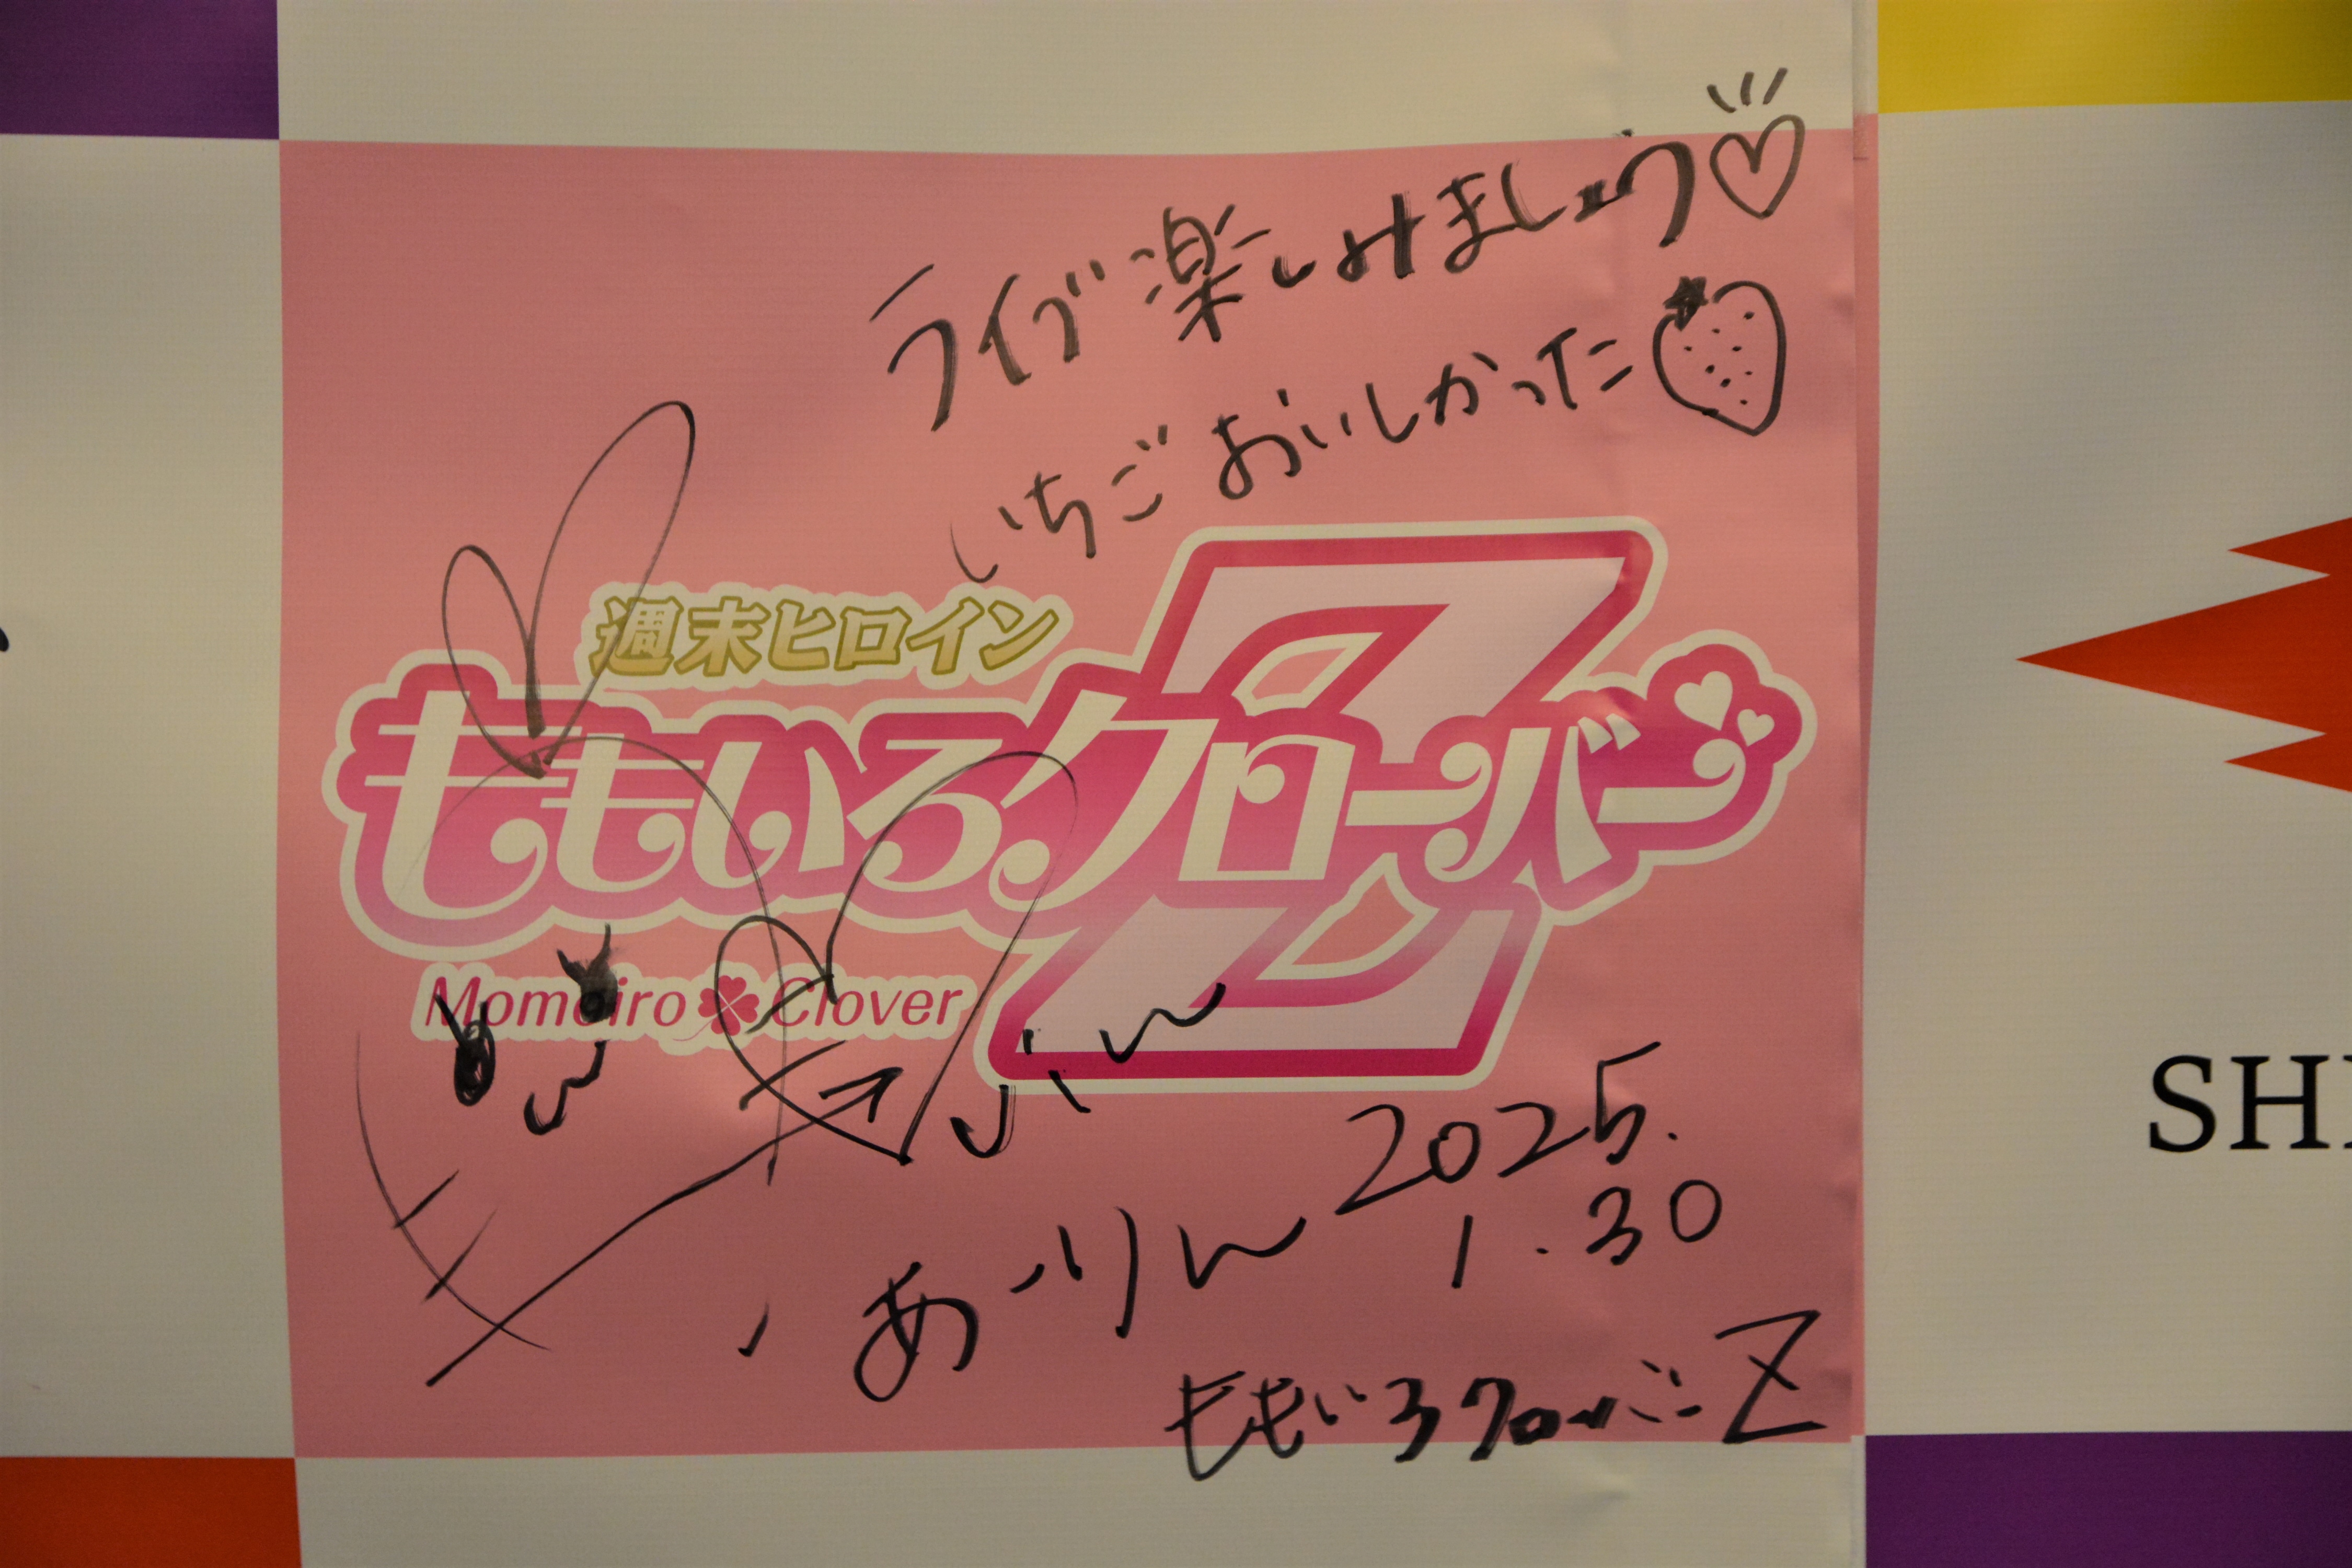 ライブ楽しみましょう
いちごおいしかった
週末ヒロイン
ももいろクローバー
Z
Momoiro Clover
2025.
1.30
あーりん
ももいろクローバーZ
SHI